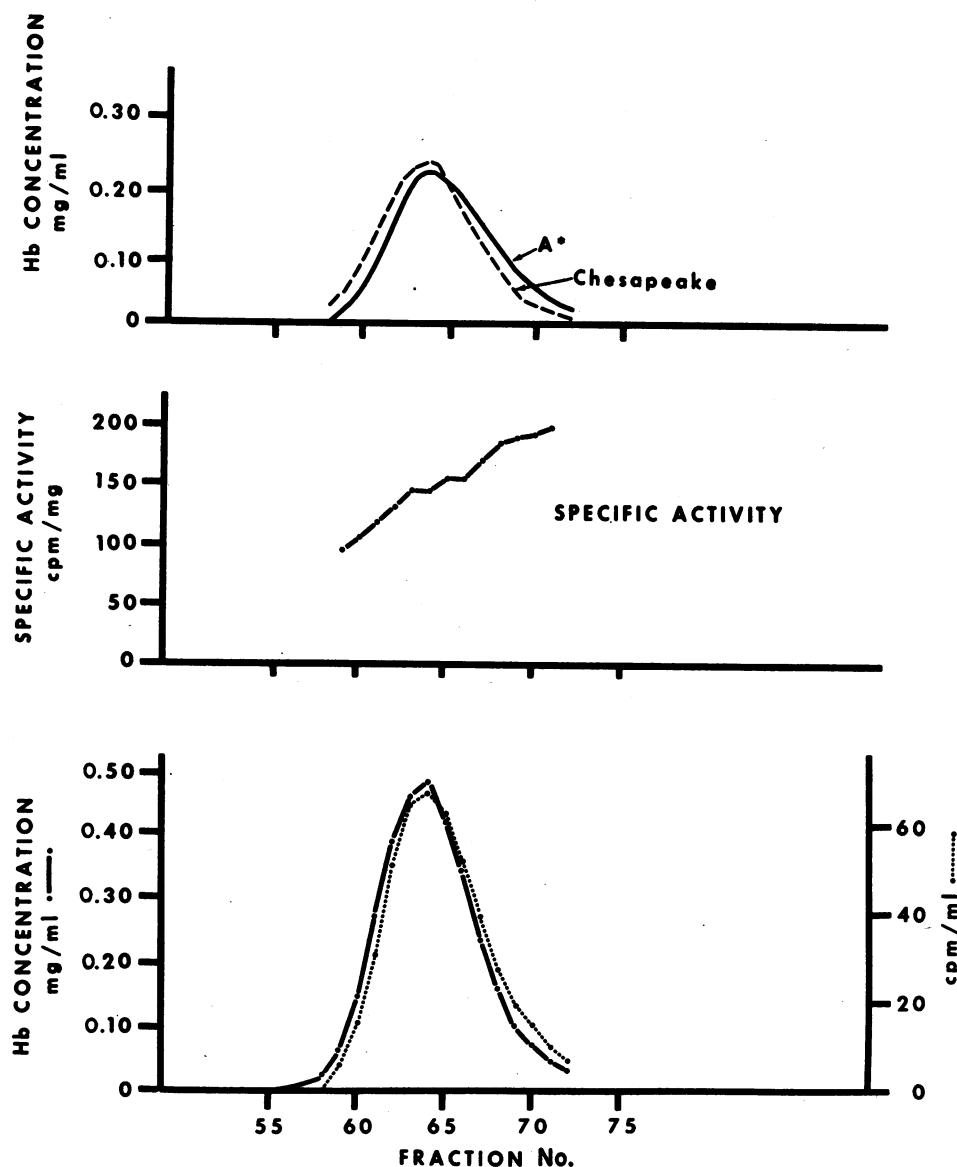 Hb CONCENTRATION
mg/ml
0.30
0.20
0.10
0
A*
Chesapeake
SPECIFIC ACTIVITY
cpm/mg
200
150
100
50
0
SPECIFIC ACTIVITY
Hb CONCENTRATION
mg/ml
0.50
0.40
0.30
0.20
0.10
0
60
40
20
0
cpm/ml
55 60 65 70 75
FRACTION No.